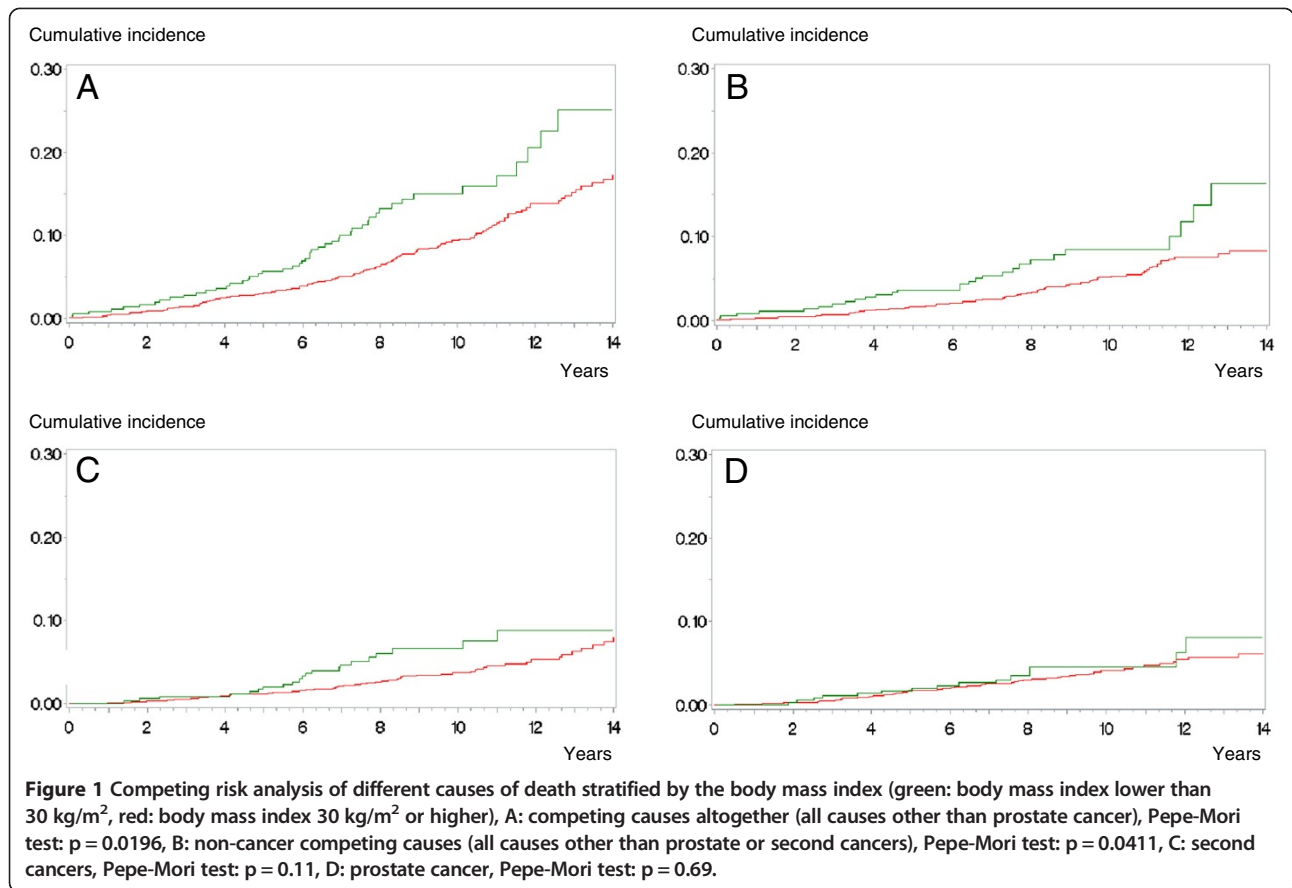 Cumulative incidence
Cumulative incidence
0.30
A
0.20
0.10
0.00
0 2 4 6 8 10 12 14
Years
0.30
B
0.20
0.10
0.00
0 2 4 6 8 10 12 14
Years
Cumulative incidence
Cumulative incidence
0.30
C
0.20
0.10
0.00
0 2 4 6 8 10 12 14
Years
0.30
D
0.20
0.10
0.00
0 2 4 6 8 10 12 14
Years
Figure 1 Competing risk analysis of different causes of death stratified by the body mass index (green: body mass index lower than
30 kg/m², red: body mass index 30 kg/m² or higher), A: competing causes altogether (all causes other than prostate cancer), Pepe-Mori
test: p = 0.0196, B: non-cancer competing causes (all causes other than prostate or second cancers), Pepe-Mori test: p = 0.0411, C: second
cancers, Pepe-Mori test: p = 0.11, D: prostate cancer, Pepe-Mori test: p = 0.69.